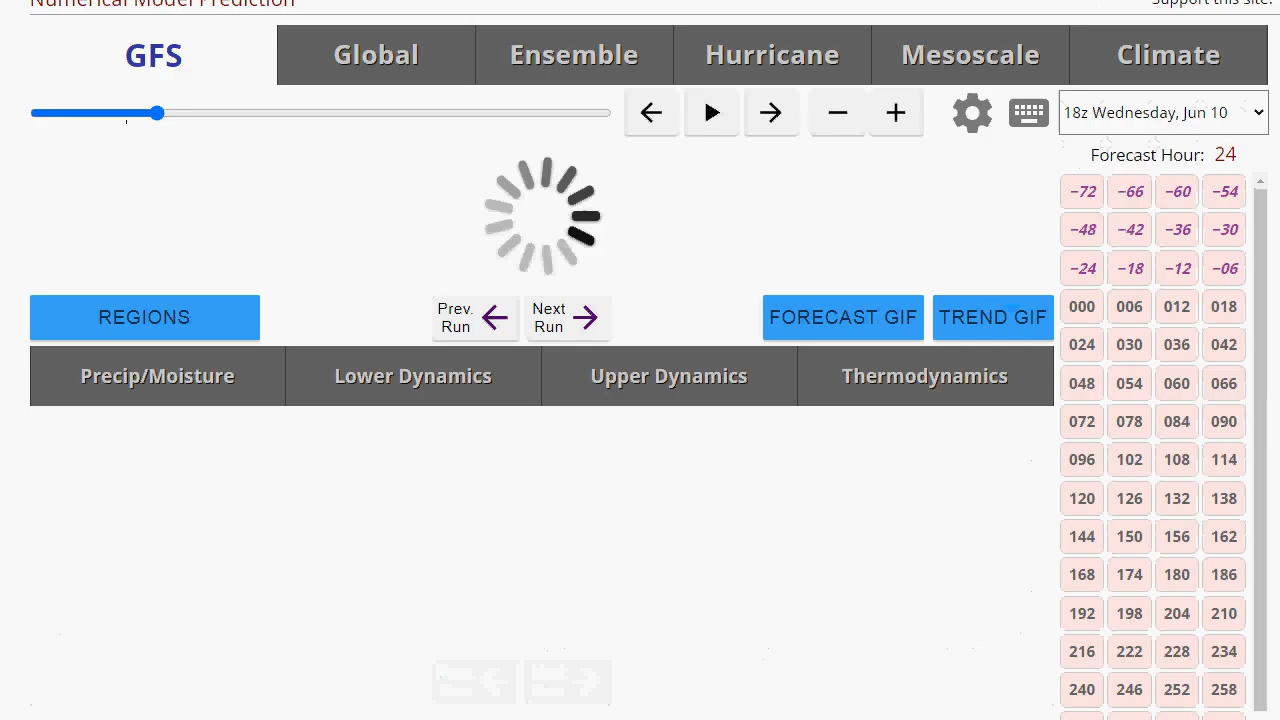 Numerical Model Prediction
Support this site:
GFS Global Ensemble Hurricane Mesoscale Climate
18z Wednesday, Jun 10
Forecast Hour: 24
−72 −66 −60 −54
−48 −42 −36 −30
−24 −18 −12 −06
000 006 012 018
REGIONS
Prev. Run
Next Run
FORECAST GIF
TREND GIF
024 030 036 042
Precip/Moisture Lower Dynamics Upper Dynamics Thermodynamics
048 054 060 066
072 078 084 090
096 102 108 114
120 126 132 138
144 150 156 162
168 174 180 186
192 198 204 210
216 222 228 234
240 246 252 258